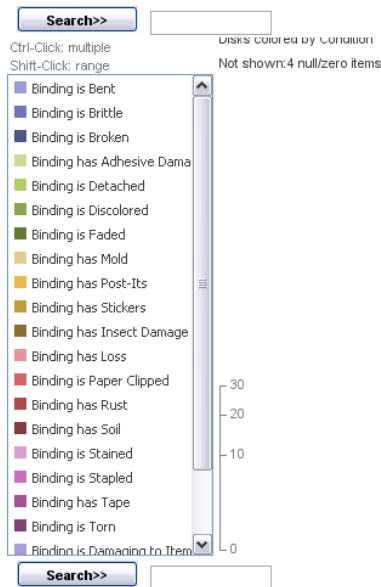 Search>>
Disks colored by Condition
Ctrl-Click: multiple
Shift-Click: range
Not shown:4 null/zero items
Binding is Bent
Binding is Brittle
Binding is Broken
Binding has Adhesive Dama
Binding is Detached
Binding is Discolored
Binding is Faded
Binding has Mold
Binding has Post-Its
Binding has Stickers
Binding has Insect Damage
Binding has Loss
Binding is Paper Clipped
Binding has Rust
Binding has Soil
Binding is Stained
Binding is Stapled
Binding has Tape
Binding is Torn
Binding is Damaging to Item
30
20
10
0
Search>>